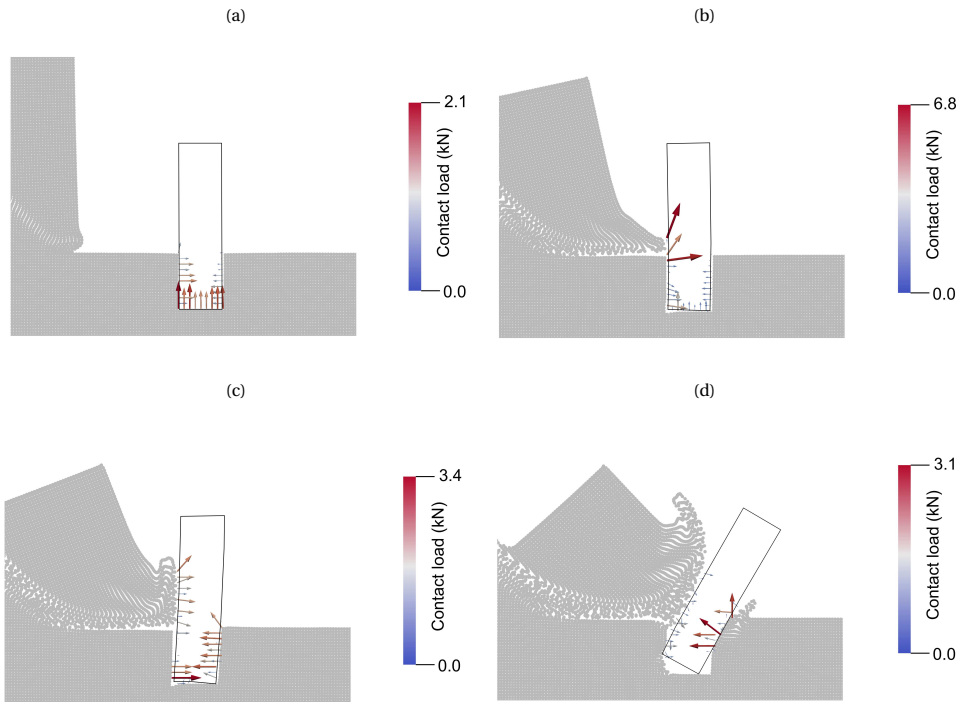 (a)
2.1
Contact load (kN)
0.0
(b)
6.8
Contact load (kN)
0.0
(c)
3.4
Contact load (kN)
0.0
(d)
3.1
Contact load (kN)
0.0